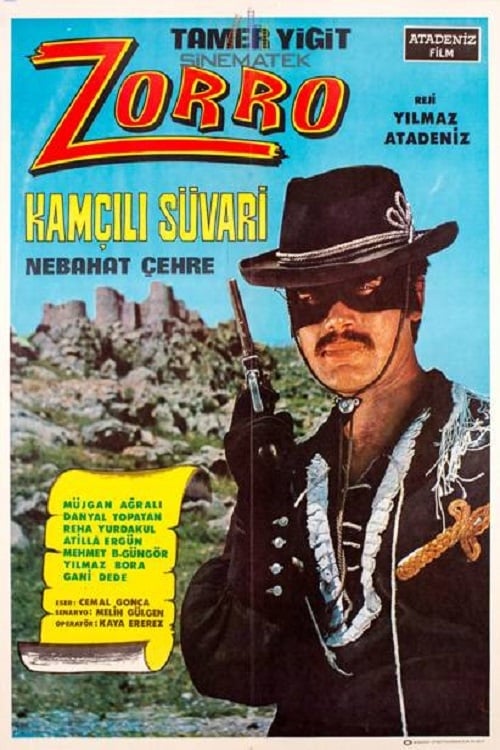 TAMER YİĞİT
SİNEMATEK
ATADENİZ
FİLM
ZORRO
REJİ
YILMAZ
ATADENİZ
KAMÇILI SÜVARİ
NEBAHAT ÇEHRE
MÜJGAN AĞRALI
DANYAL TOPATAN
REHA YURDAKUL
ATİLLA ERGÜN
MEHMET B.GÜNGÖR
YILMAZ BORA
GANİ DEDE
ESER: CEMAL GONCA
SENARYO: MELİH GÜLGEN
OPERATÖR: KAYA EREREZ